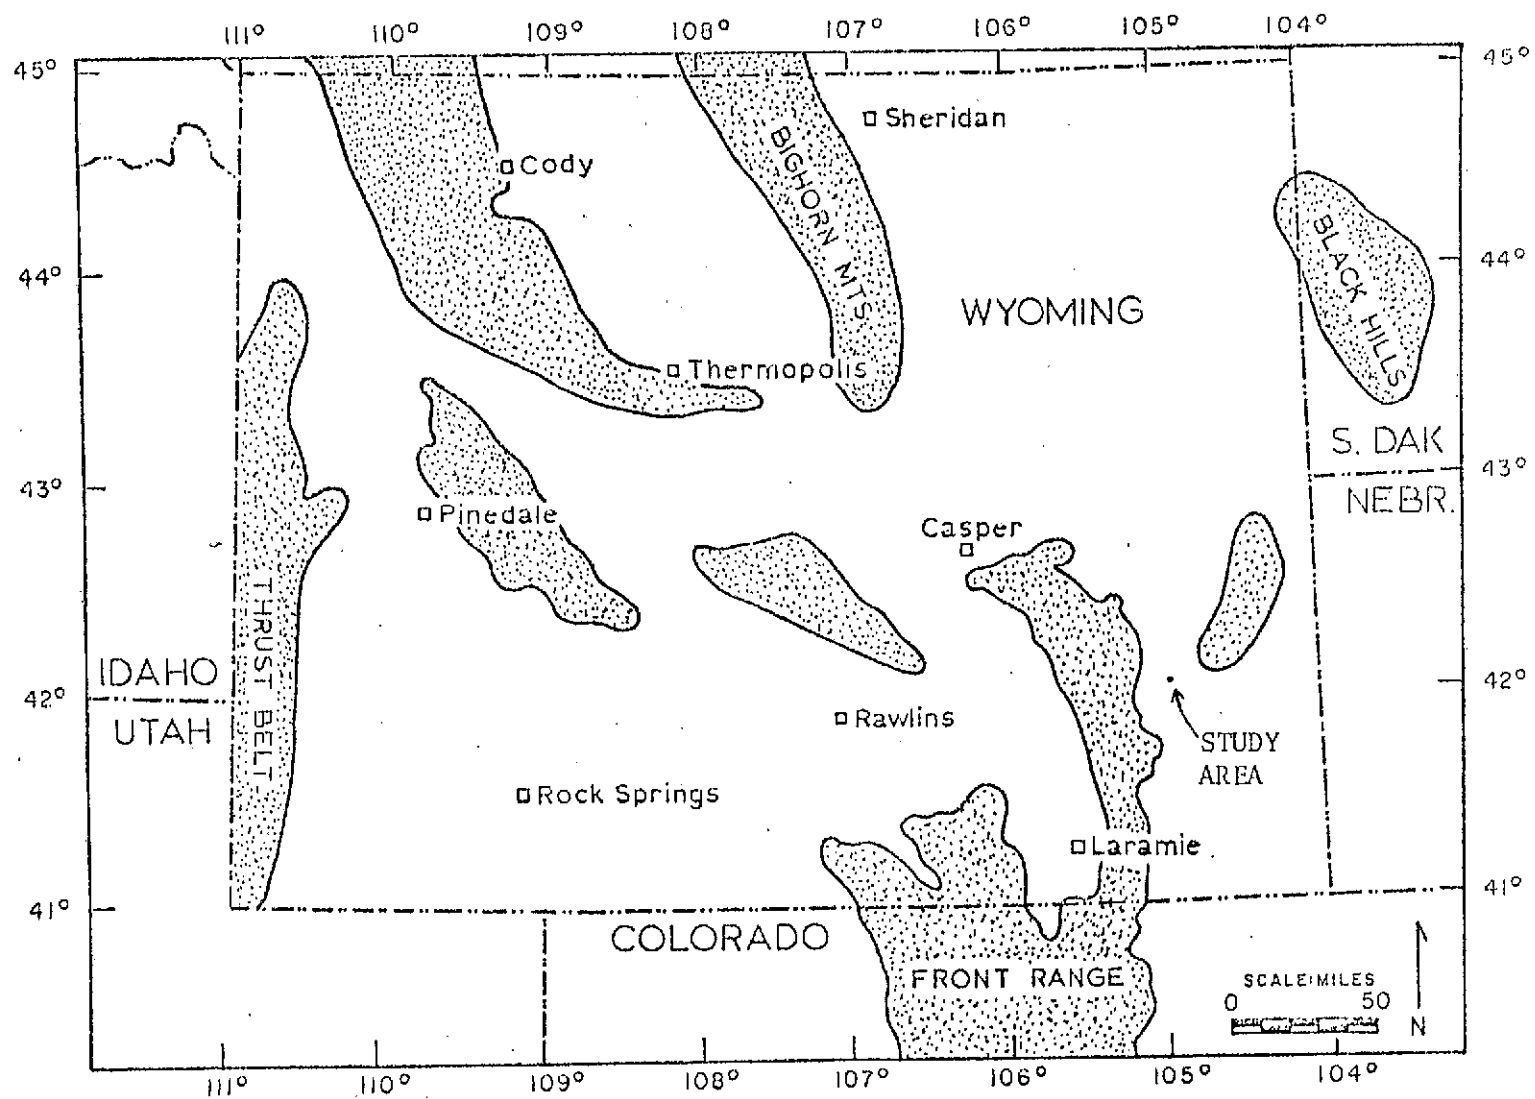 111° 110° 109° 108° 107° 106° 105° 104°
45° 45°
Sheridan
Cody
BIGHORN MTS
BLACK HILLS
44° 44°
WYOMING
Thermopolis
S. DAK
43° 43°
NEBR.
Pinedale
Casper
THRUST BELT
IDAHO
42° 42°
UTAH
Rawlins
STUDY
AREA
Rock Springs
Laramie
41° 41°
COLORADO
FRONT RANGE
SCALE:MILES
0 50
N
111° 110° 109° 108° 107° 106° 105° 104°